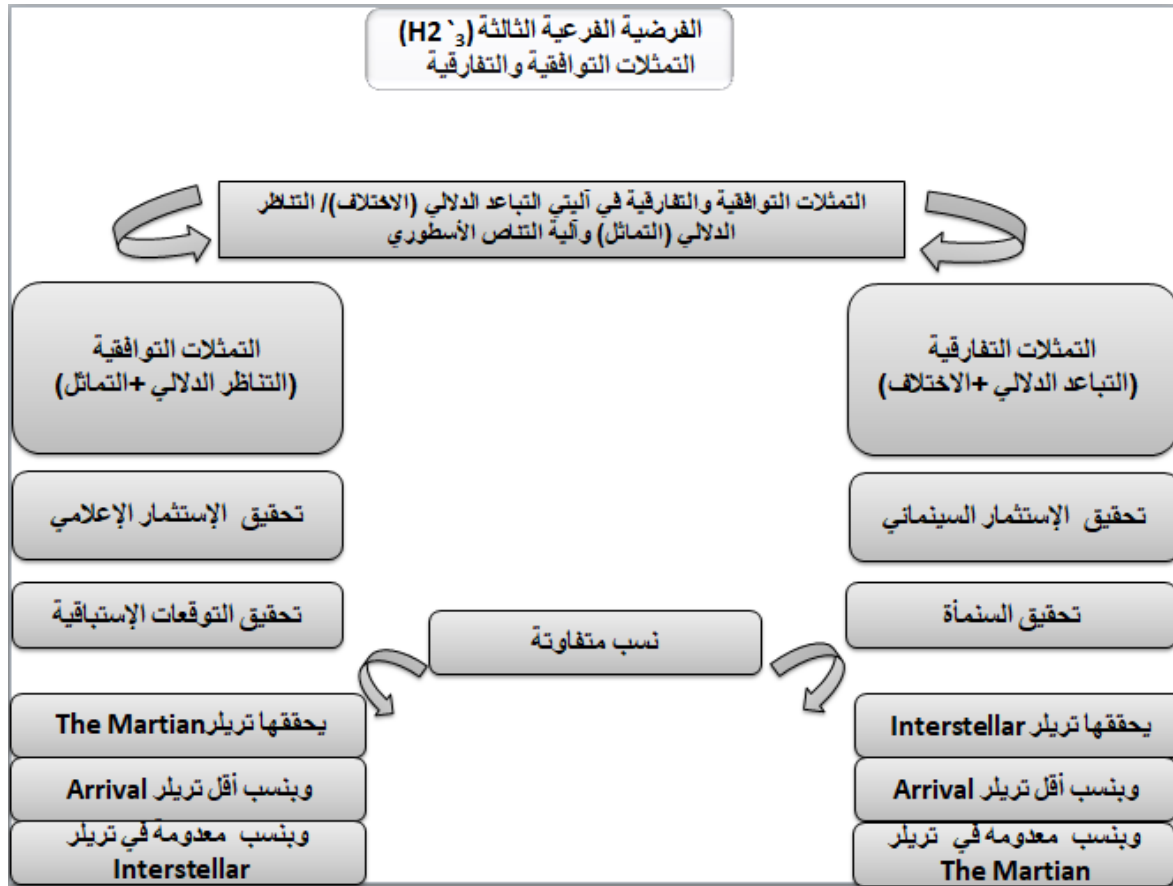 الفرضية الفرعية الثالثة (H2`₃)
التمثلات التوافقية والتفارقية
التمثلات التوافقية والتفارقية في آليتي التباعد الدلالي (الاختلاف)/ التناظر
الدلالي (التماثل) وآلية التناص الأسطوري
التمثلات التفارقية
(التباعد الدلالي +الاختلاف)
تحقيق الإستثمار السينمائي
تحقيق السنمأة
التمثلات التوافقية
(التناظر الدلالي +التماثل)
تحقيق الإستثمار الإعلامي
تحقيق التوقعات الإستباقية
نسب متفاوتة
يحققها تريلر Interstellar
وبنسب أقل تريلر Arrival
وبنسب معدومة في تريلر
The Martian
يحققها تريلرThe Martian
وبنسب أقل تريلر Arrival
وبنسب معدومة في تريلر
Interstellar